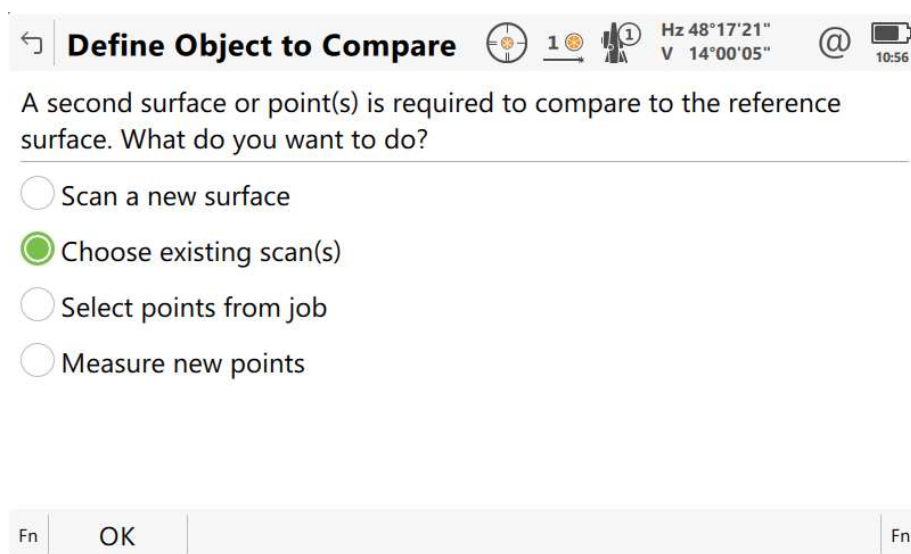 Define Object to Compare
1
1
Hz 48°17'21"
V 14°00'05"
@
10:56
A second surface or point(s) is required to compare to the reference
surface. What do you want to do?
Scan a new surface
Choose existing scan(s)
Select points from job
Measure new points
Fn OK Fn